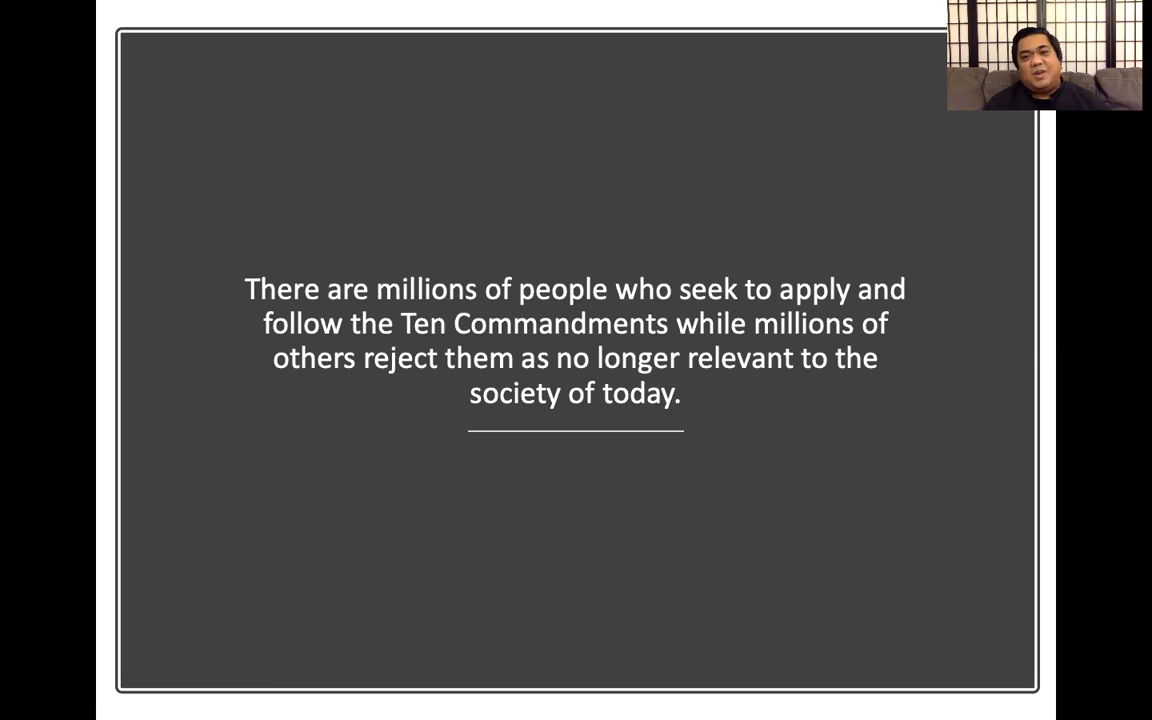 There are millions of people who seek to apply and
follow the Ten Commandments while millions of
others reject them as no longer relevant to the
society of today.